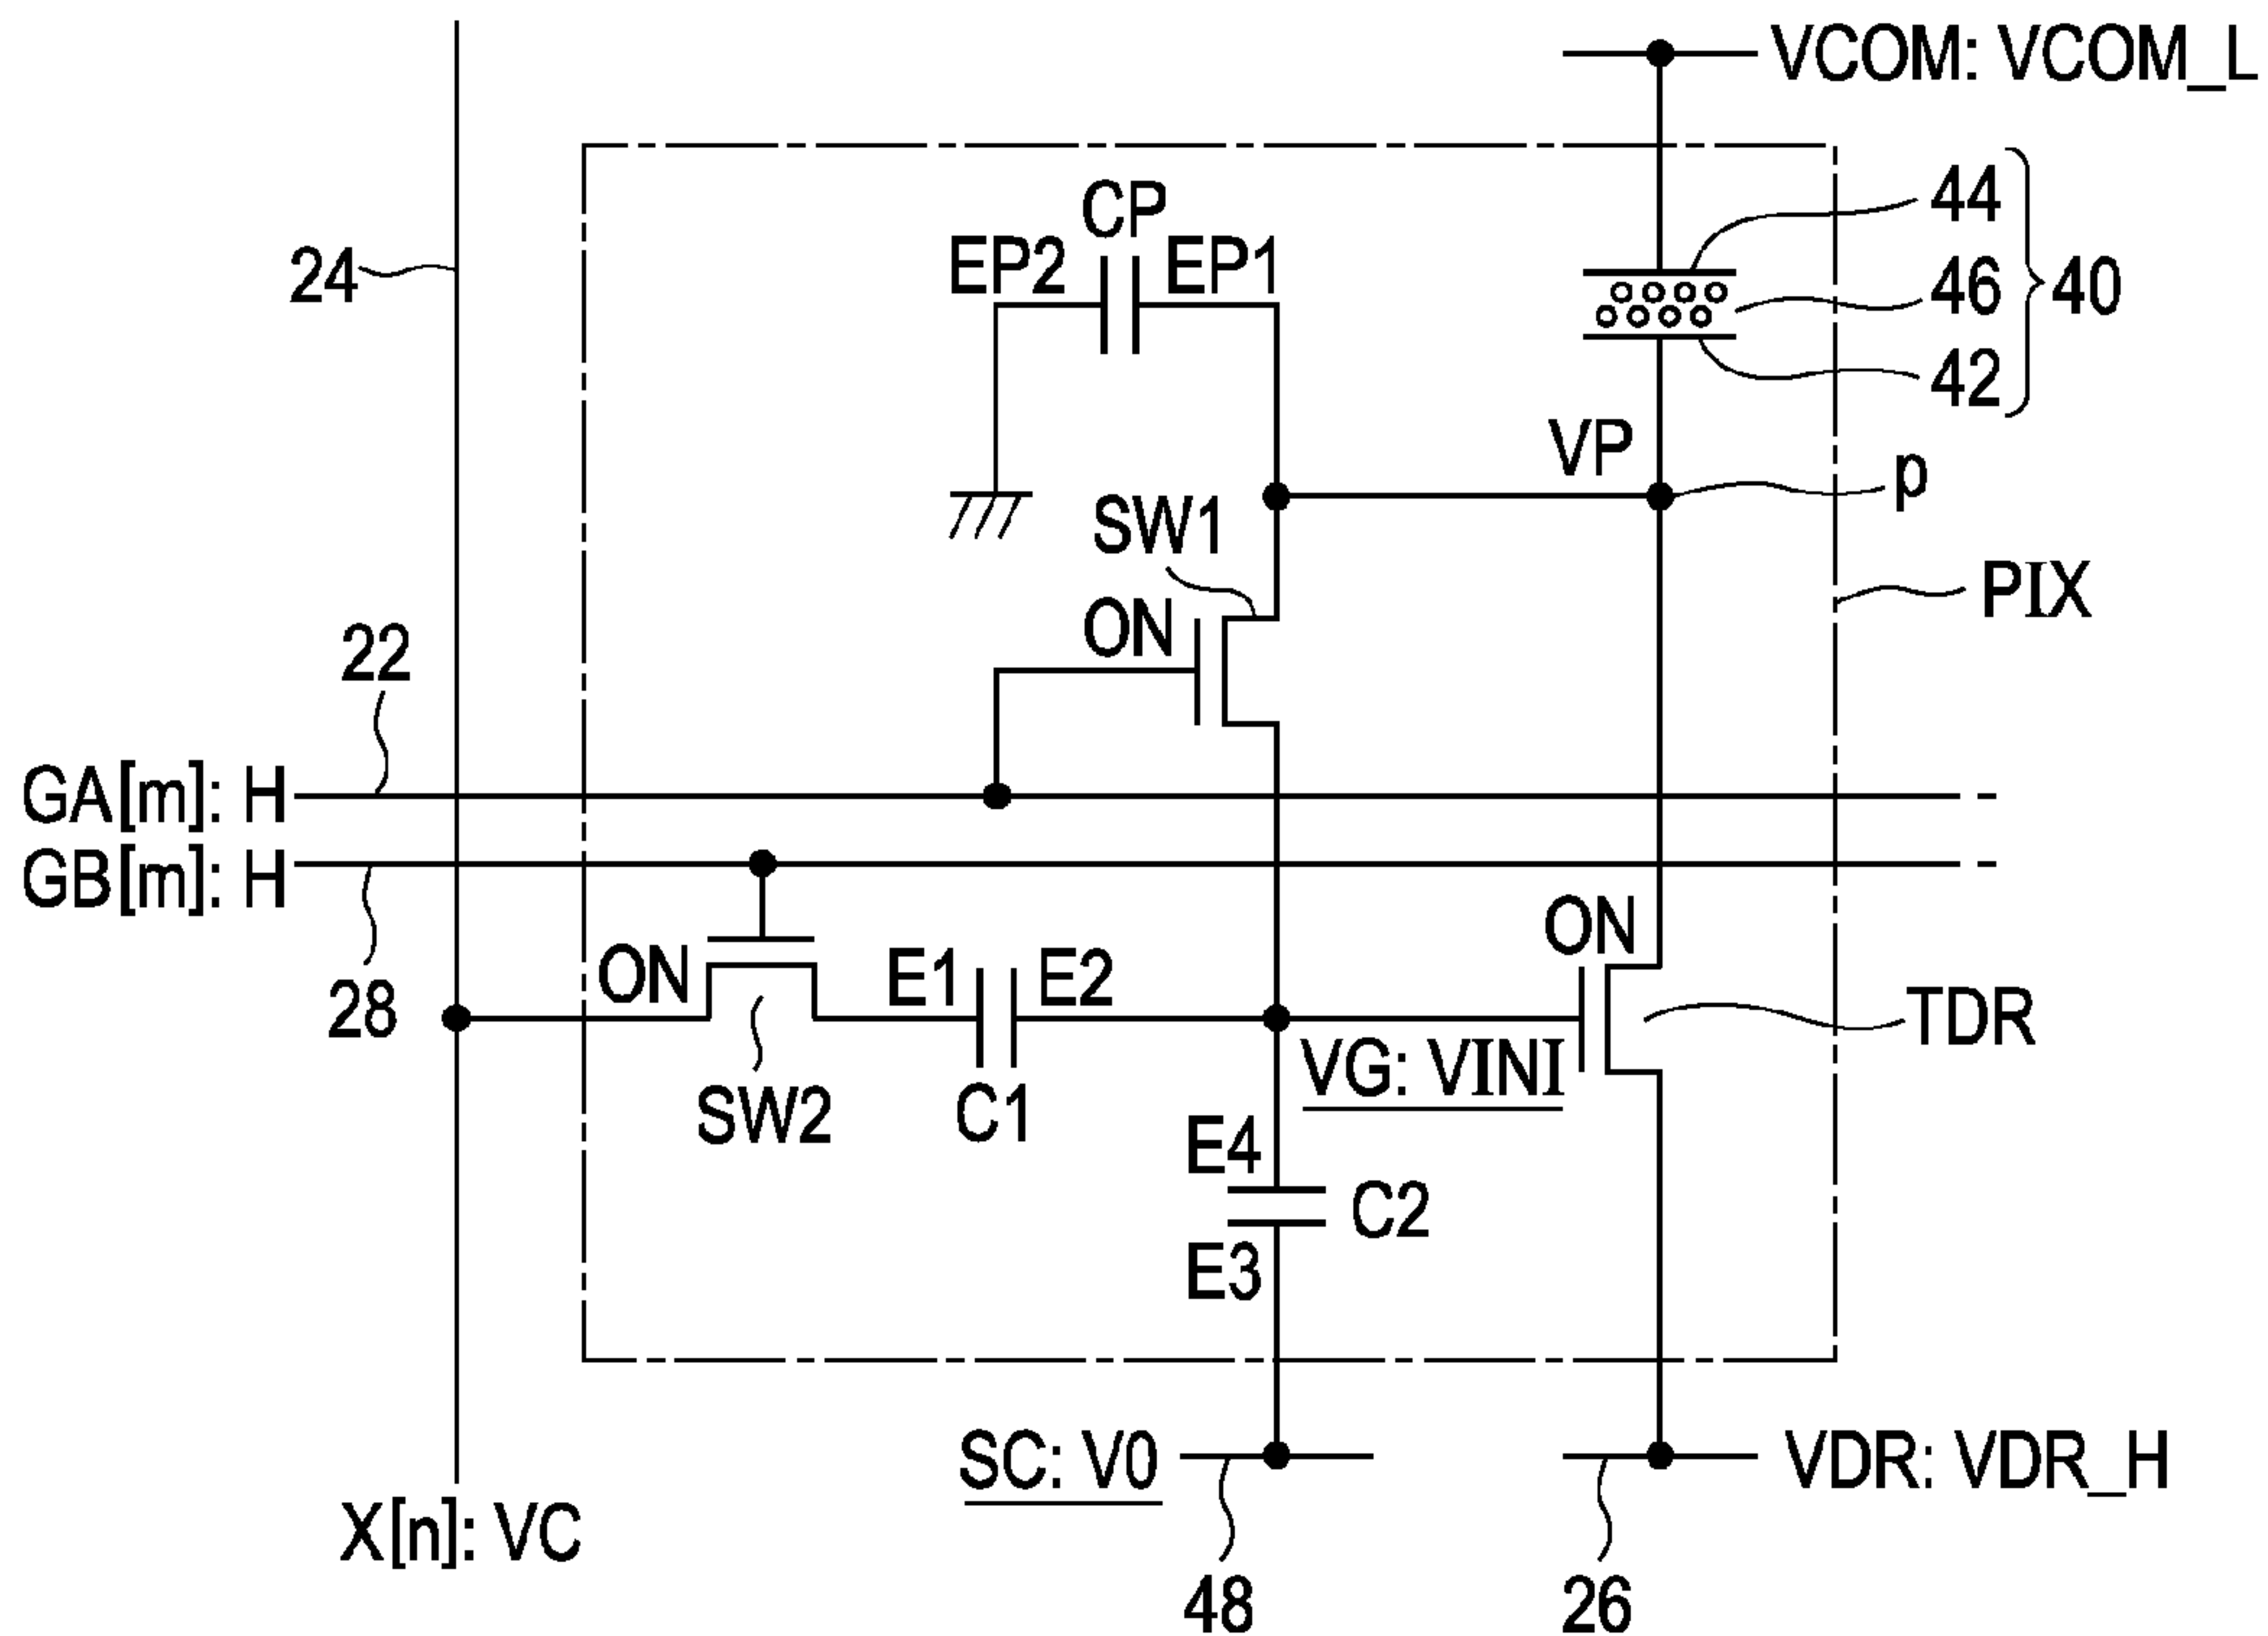 VCOM: VCOM_L
CP
44
EP2
EP1
24
46
40
42
VP
p
SW1
PIX
ON
22
GA[m]: H
GB[m]: H
ON
ON
E1
E2
28
TDR
VG: VINI
SW2
C1
E4
C2
E3
SC: V0
VDR: VDR_H
X[n]: VC
48
26